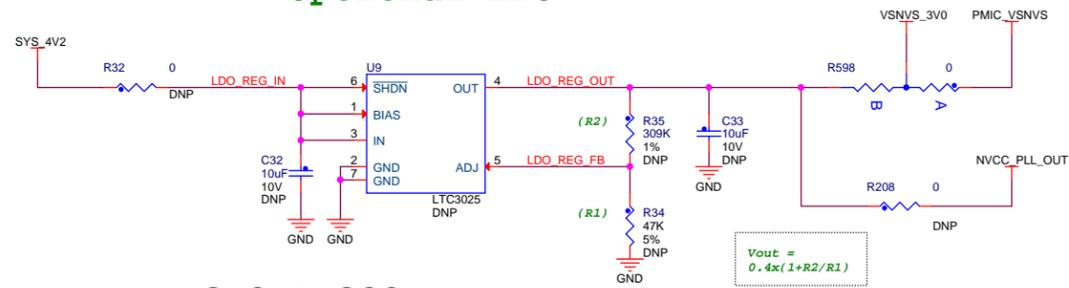 VSNVS_3V0 PMIC_VSNVS
SYS_4V2
R32 0 DNP
LDO_REG_IN
U9
6 SHDN OUT 4
1 BIAS
3 IN
2 GND ADJ 5
7 GND
LTC3025
DNP
LDO_REG_OUT
LDO_REG_FB
C32
10uF
10V
DNP
GND
GND
(R2)
R35
309K
1%
DNP
(R1)
R34
47K
5%
DNP
GND
C33
10uF
10V
DNP
GND
R598 0
B A
NVCC_PLL_OUT
R208 0
DNP
Vout =
0.4x(1+R2/R1)